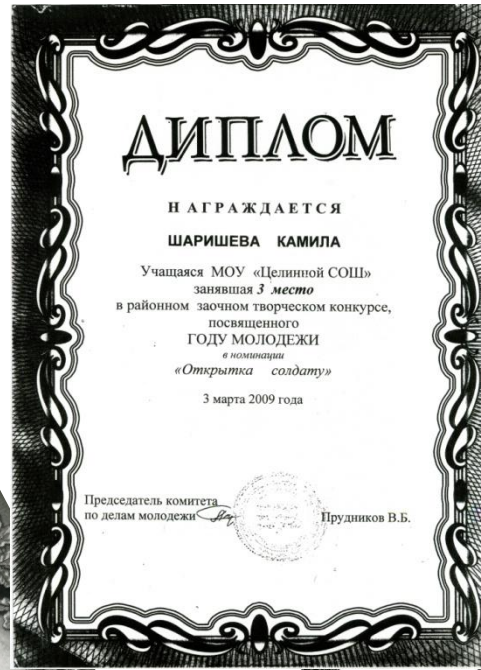 ДИПЛОМ
НАГРАЖДАЕТСЯ
ШАРИШЕВА КАМИЛА
Учащаяся МОУ «Целинной СОШ»
занявшая 3 место
в районном заочном творческом конкурсе,
посвященного
ГОДУ МОЛОДЕЖИ
в номинации
«Открытка солдату»
3 марта 2009 года
Председатель комитета
по делам молодежи Прудников В.Б.